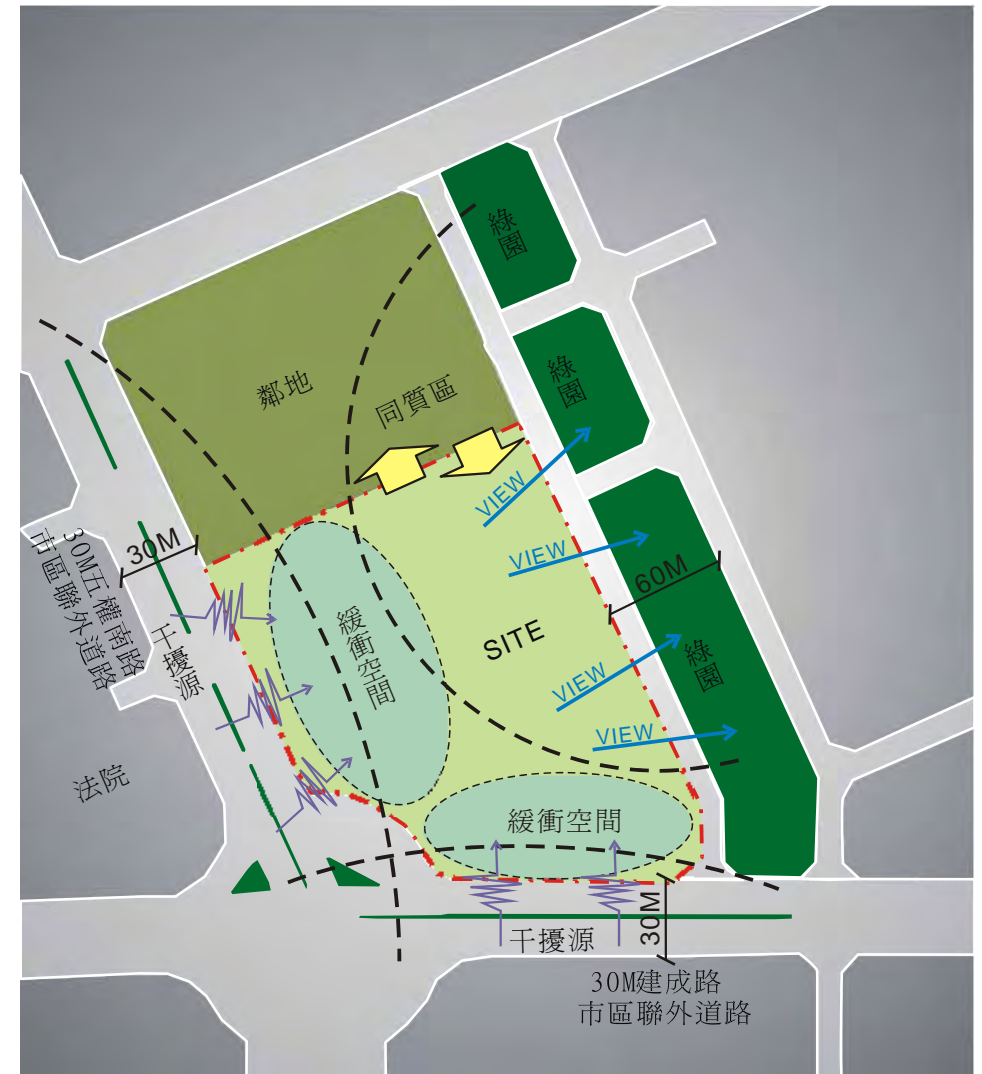 綠園
綠園
鄰地
同質區
VIEW
VIEW
30M
60M
30M五權南路
市區聯外道路
干擾源
緩衝空間
SITE
VIEW
綠園
VIEW
法院
緩衝空間
30M
干擾源
30M建成路
市區聯外道路